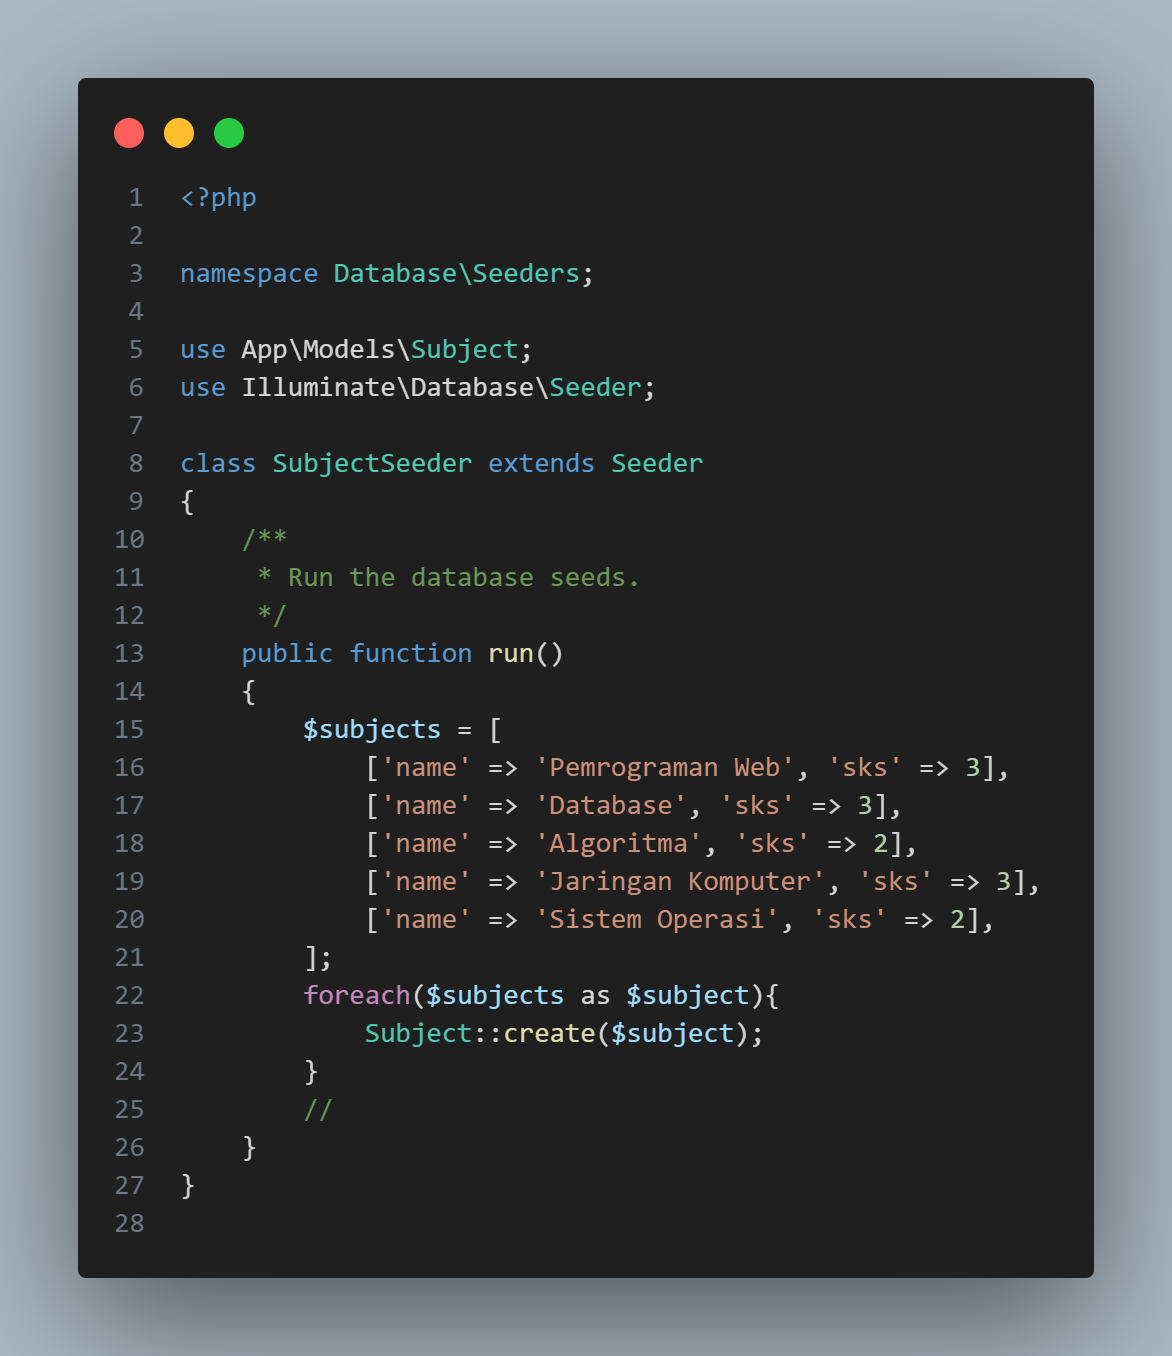 1 <?php
2
3 namespace Database\Seeders;
4
5 use App\Models\Subject;
6 use Illuminate\Database\Seeder;
7
8 class SubjectSeeder extends Seeder
9 {
10     /**
11      * Run the database seeds.
12      */
13     public function run()
14     {
15         $subjects = [
16             ['name' => 'Pemrograman Web', 'sks' => 3],
17             ['name' => 'Database', 'sks' => 3],
18             ['name' => 'Algoritma', 'sks' => 2],
19             ['name' => 'Jaringan Komputer', 'sks' => 3],
20             ['name' => 'Sistem Operasi', 'sks' => 2],
21         ];
22         foreach($subjects as $subject){
23             Subject::create($subject);
24         }
25         //
26     }
27 }
28